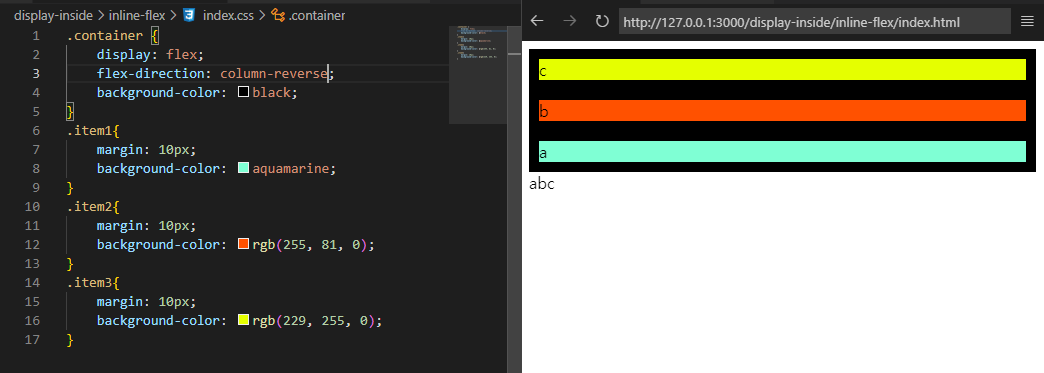 display-inside > inline-flex > index.css > .container
1 .container {
2 display: flex;
3 flex-direction: column-reverse;
4 background-color: black;
5 }
6 .item1{
7 margin: 10px;
8 background-color: aquamarine;
9 }
10 .item2{
11 margin: 10px;
12 background-color: rgb(255, 81, 0);
13 }
14 .item3{
15 margin: 10px;
16 background-color: rgb(229, 255, 0);
17 }
http://127.0.0.1:3000/display-inside/inline-flex/index.html
c
b
a
abc